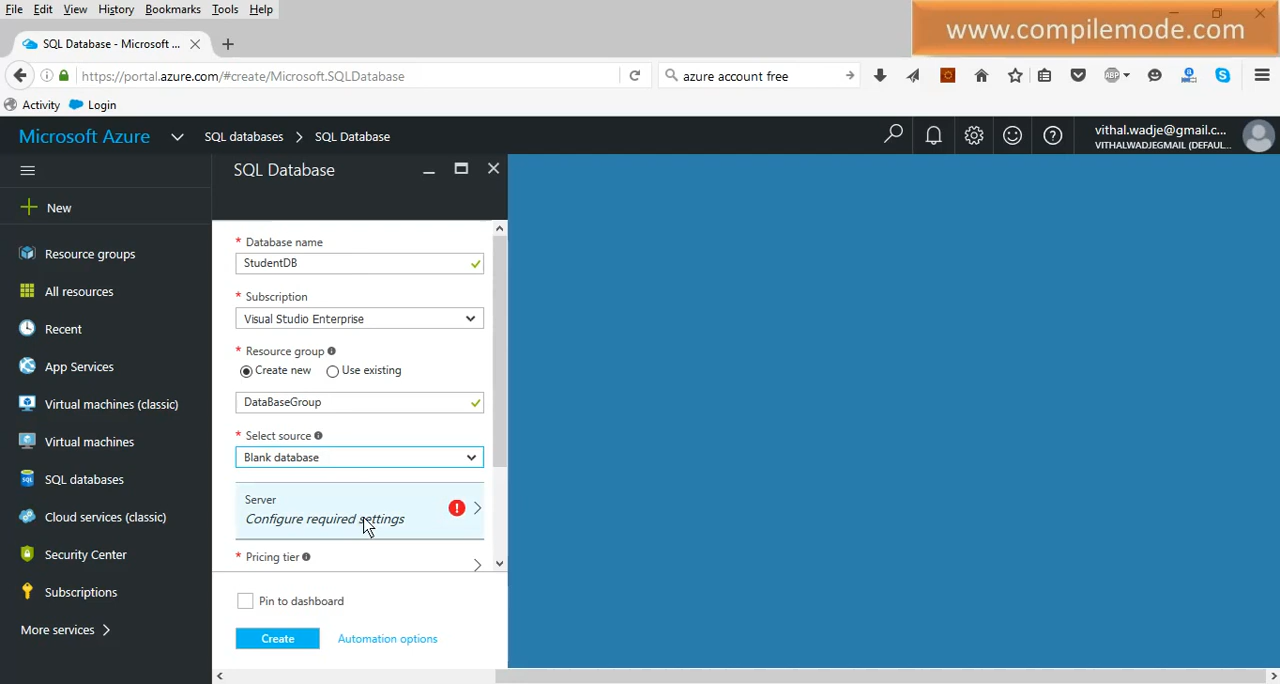 File Edit View History Bookmarks Tools Help
www.compilemode.com
SQL Database - Microsoft ...
https://portal.azure.com/#create/Microsoft.SQLDatabase
azure account free
ABP
Activity Login
Microsoft Azure
SQL databases > SQL Database
vithal.wadje@gmail.c...
VITHALWADJEGMAIL (DEFAUL...
SQL Database
New
Resource groups
All resources
Recent
App Services
Virtual machines (classic)
Virtual machines
SQL databases
Cloud services (classic)
Security Center
Subscriptions
More services >
* Database name
StudentDB
* Subscription
Visual Studio Enterprise
* Resource group
Create new Use existing
DataBaseGroup
* Select source
Blank database
Server
Configure required settings
* Pricing tier
Pin to dashboard
Create Automation options